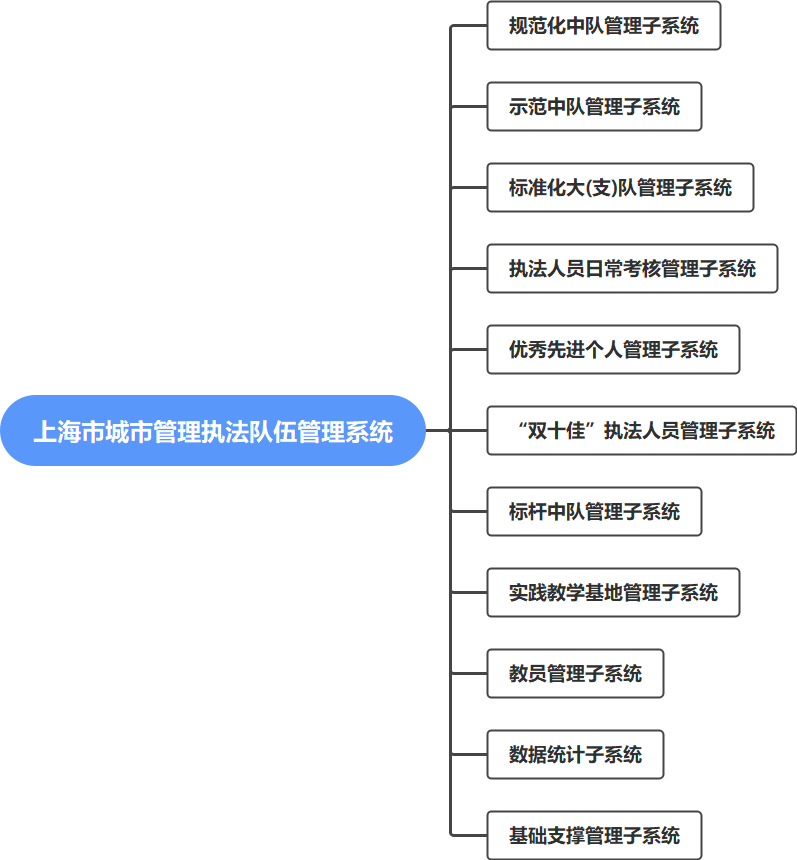 规范化中队管理子系统
示范中队管理子系统
标准化大(支)队管理子系统
执法人员日常考核管理子系统
优秀先进个人管理子系统
上海市城市管理执法队伍管理系统
“双十佳”执法人员管理子系统
标杆中队管理子系统
实践教学基地管理子系统
教员管理子系统
数据统计子系统
基础支撑管理子系统